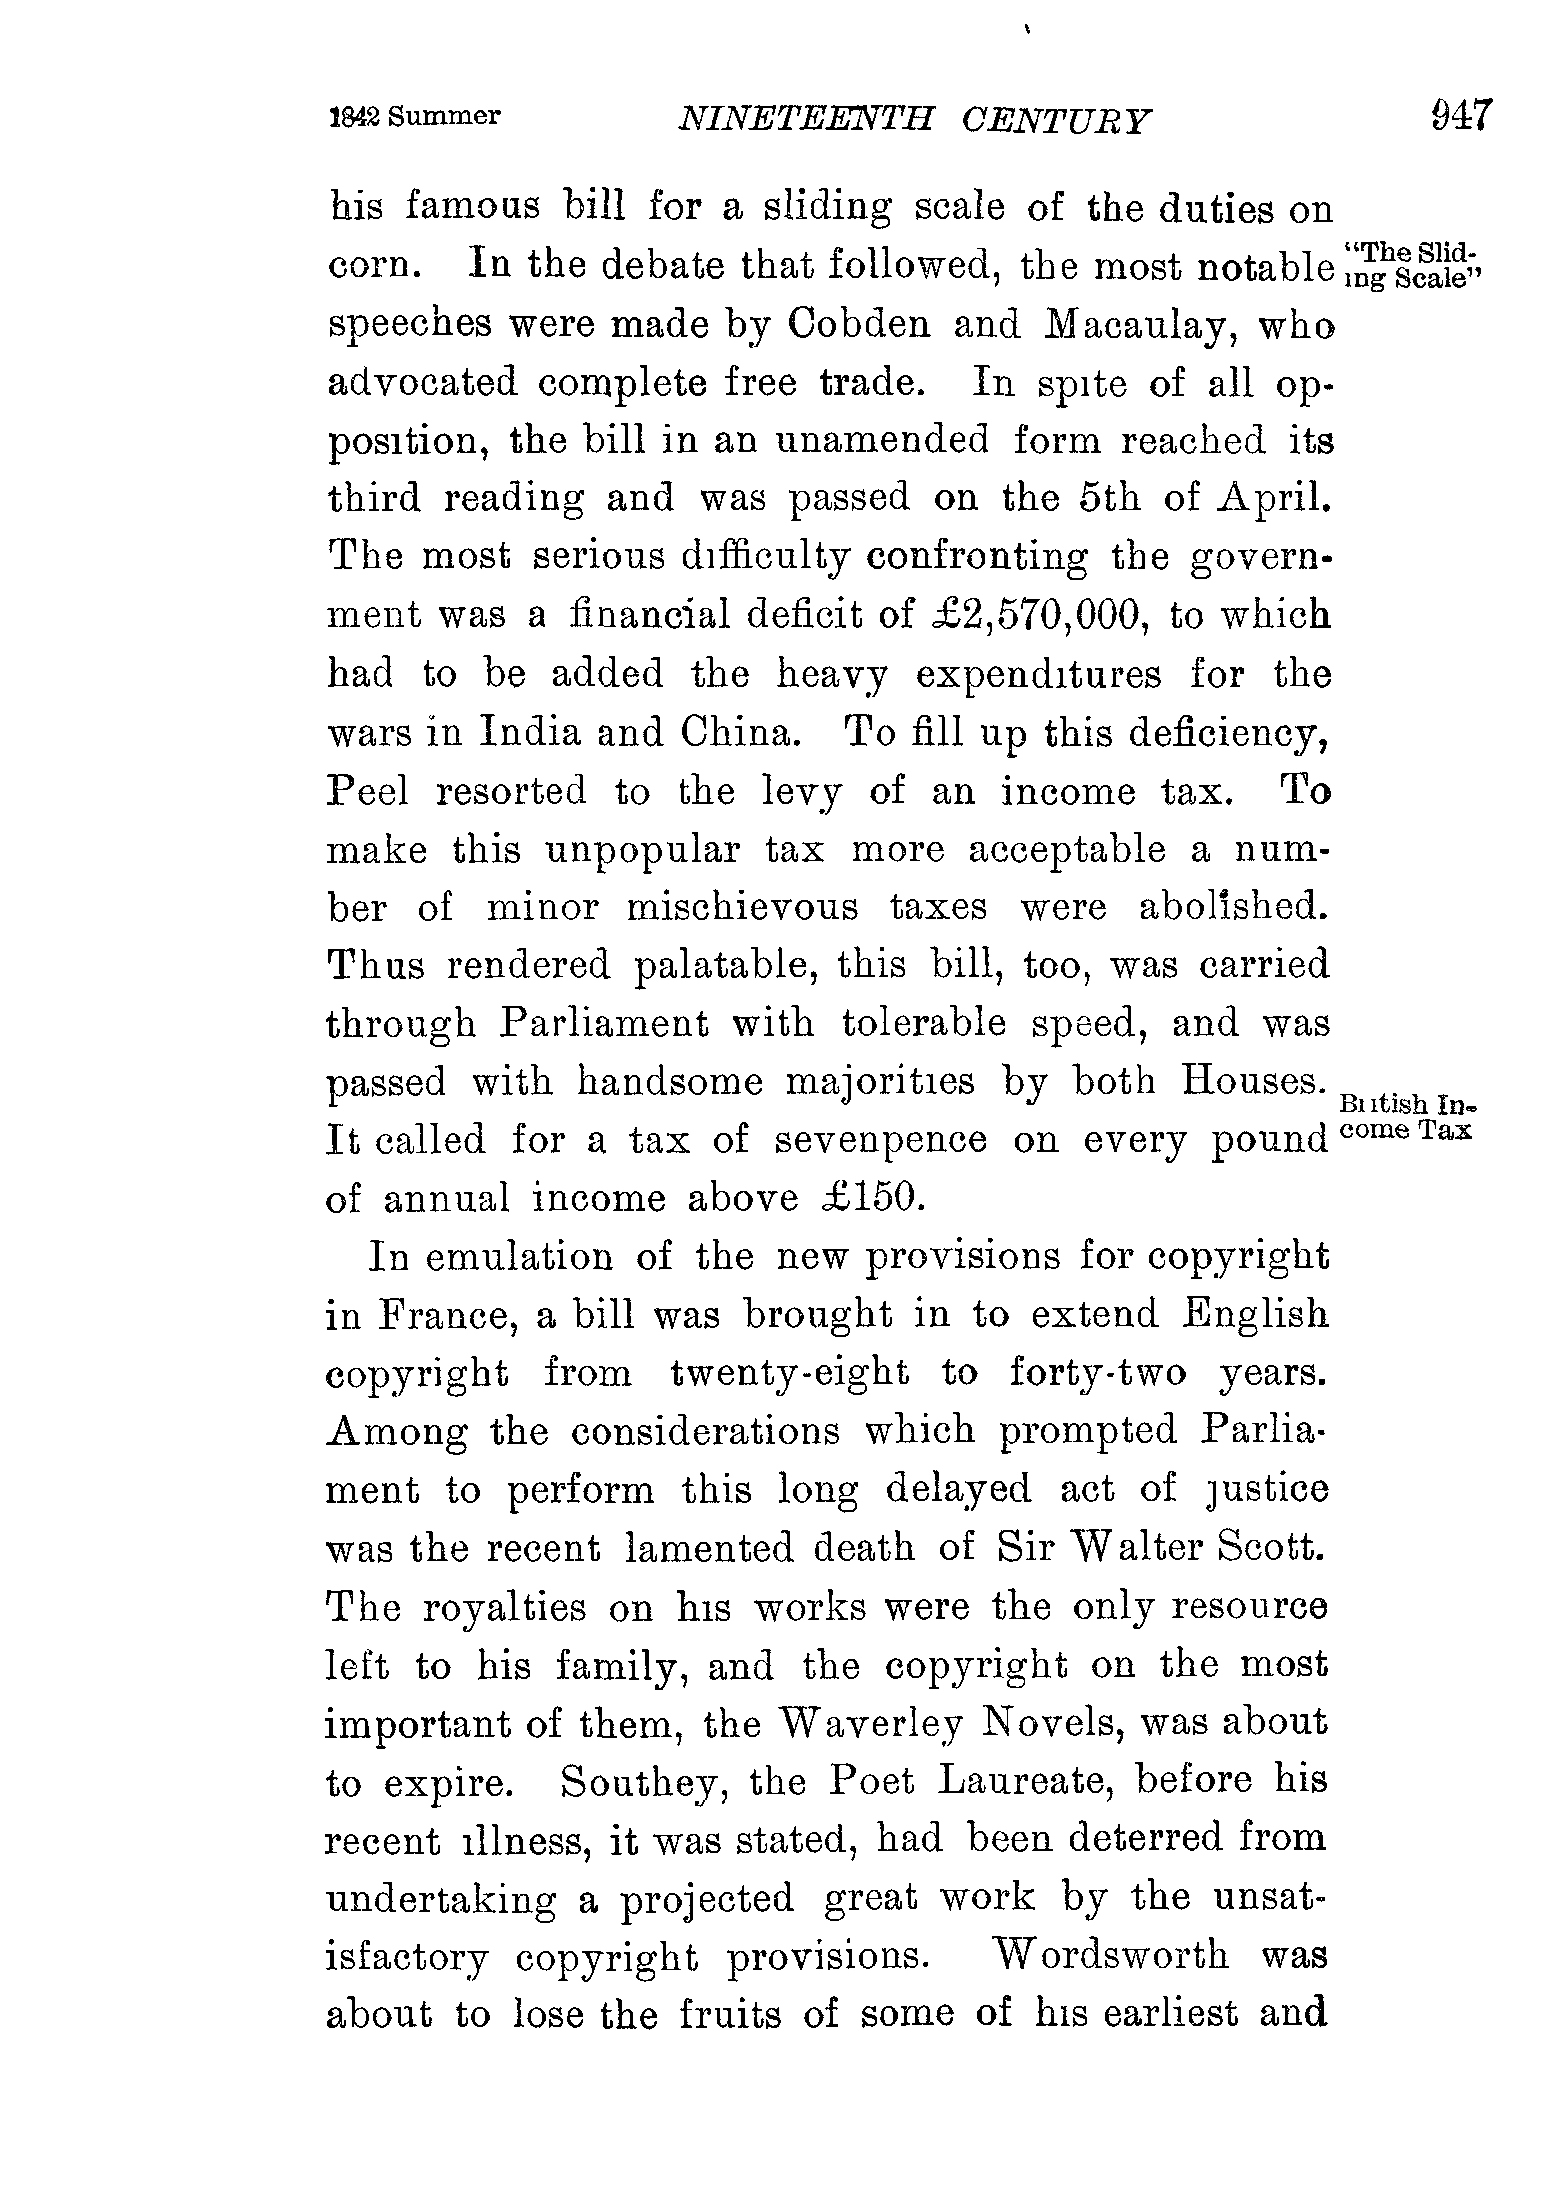 1842 Summer NINETEENTH CENTURY 947
his famous bill for a sliding scale of the duties on
corn. In the debate that followed, the most notable
"The Slid-
ing Scale"
speeches were made by Cobden and Macaulay, who
advocated complete free trade. In spite of all op-
position, the bill in an unamended form reached its
third reading and was passed on the 5th of April.
The most serious difficulty confronting the govern-
ment was a financial deficit of £2,570,000, to which
had to be added the heavy expenditures for the
wars in India and China. To fill up this deficiency,
Peel resorted to the levy of an income tax. To
make this unpopular tax more acceptable a num-
ber of minor mischievous taxes were abolished.
Thus rendered palatable, this bill, too, was carried
through Parliament with tolerable speed, and was
passed with handsome majorities by both Houses.
British In-
come Tax
It called for a tax of sevenpence on every pound
of annual income above £150.
In emulation of the new provisions for copyright
in France, a bill was brought in to extend English
copyright from twenty-eight to forty-two years.
Among the considerations which prompted Parlia-
ment to perform this long delayed act of justice
was the recent lamented death of Sir Walter Scott.
The royalties on his works were the only resource
left to his family, and the copyright on the most
important of them, the Waverley Novels, was about
to expire. Southey, the Poet Laureate, before his
recent illness, it was stated, had been deterred from
undertaking a projected great work by the unsat-
isfactory copyright provisions. Wordsworth was
about to lose the fruits of some of his earliest and